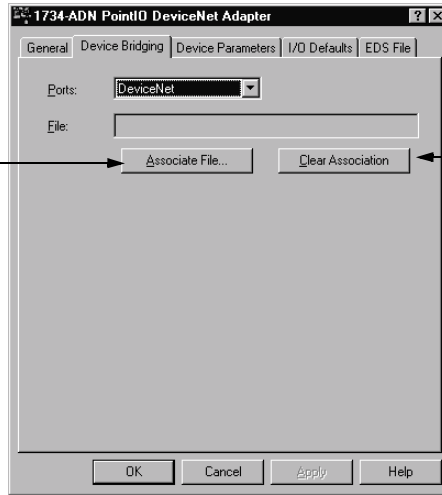 1734-ADN PointIO DeviceNet Adapter
General Device Bridging Device Parameters I/O Defaults EDS File
Ports: DeviceNet
File:
Associate File... Clear Association
OK Cancel Apply Help